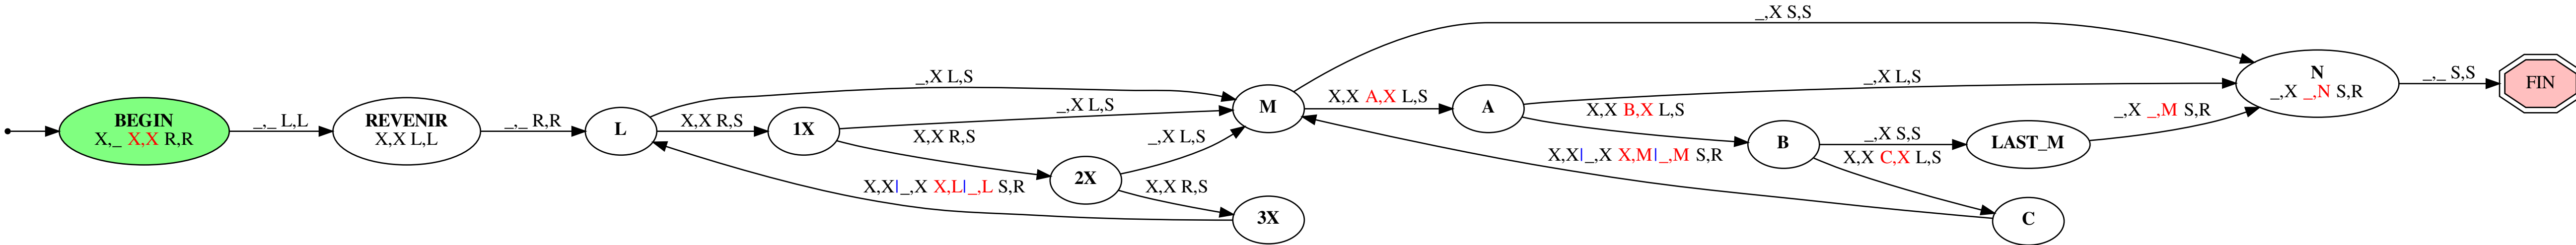 _,X S,S
_,X L,S
N
_,X _,N S,R
_,_ S,S
FIN
_,X L,S
X,X A,X L,S
M
A
_,X L,S
X,X B,X L,S
_,X _,M S,R
BEGIN
X,_ X,X R,R
_,_ L,L
REVENIR
X,X L,L
_,_ R,R
L
X,X R,S
1X
X,X R,S
_,X L,S
B
_,X S,S
LAST_M
X,X C,X L,S
X,X|_,X X,M|_,M S,R
2X
X,X|_,X X,L|_,L S,R
X,X R,S
3X
C